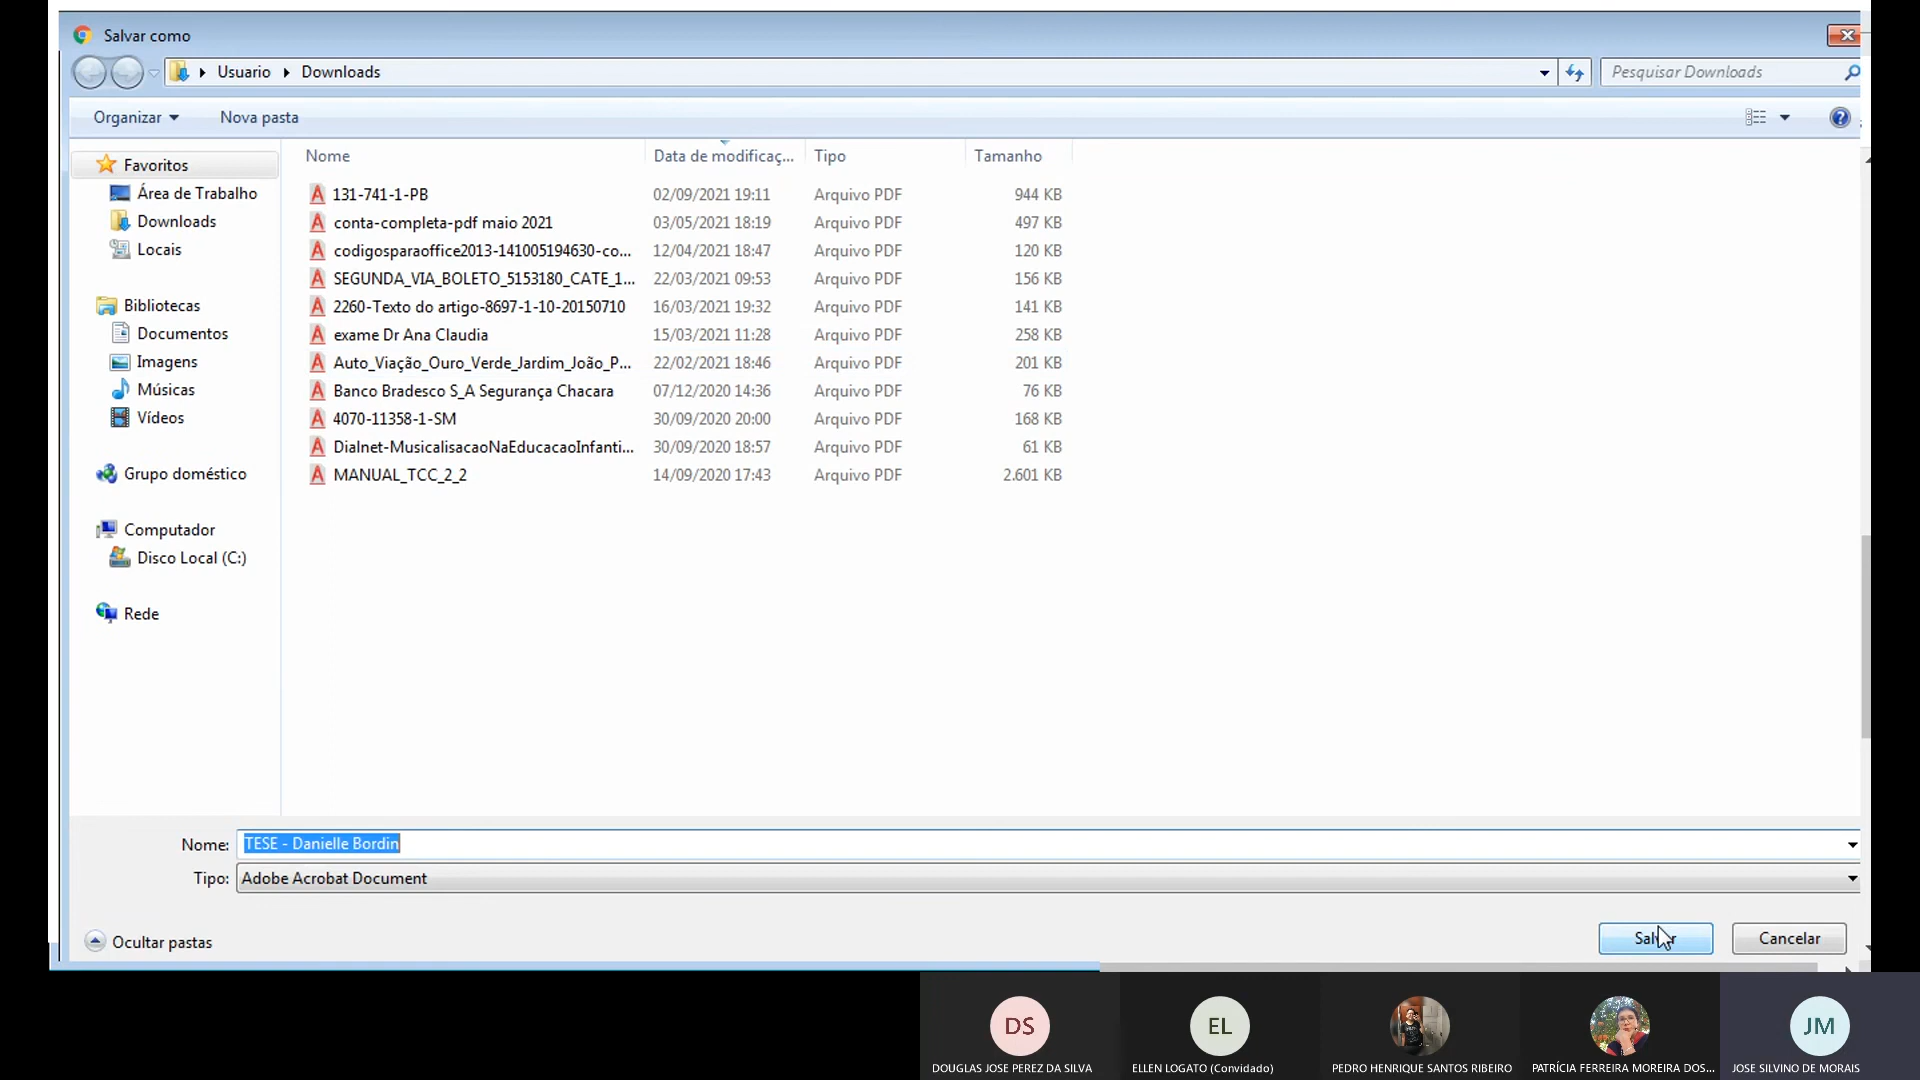 Salvar como
Usuario Downloads
Pesquisar Downloads
Organizar Nova pasta
Nome Data de modificaç... Tipo Tamanho
Favoritos
Área de Trabalho
Downloads
Locais
Bibliotecas
Documentos
Imagens
Músicas
Vídeos
Grupo doméstico
Computador
Disco Local (C:)
Rede
131-741-1-PB 02/09/2021 19:11 Arquivo PDF 944 KB
conta-completa-pdf maio 2021 03/05/2021 18:19 Arquivo PDF 497 KB
codigosparaoffice2013-141005194630-co... 12/04/2021 18:47 Arquivo PDF 120 KB
SEGUNDA_VIA_BOLETO_5153180_CATE_1... 22/03/2021 09:53 Arquivo PDF 156 KB
2260-Texto do artigo-8697-1-10-20150710 16/03/2021 19:32 Arquivo PDF 141 KB
exame Dr Ana Claudia 15/03/2021 11:28 Arquivo PDF 258 KB
Auto_Viação_Ouro_Verde_Jardim_João_P... 22/02/2021 18:46 Arquivo PDF 201 KB
Banco Bradesco S_A Segurança Chacara 07/12/2020 14:36 Arquivo PDF 76 KB
4070-11358-1-SM 30/09/2020 20:00 Arquivo PDF 168 KB
Dialnet-MusicalisacaoNaEducacaoInfanti... 30/09/2020 18:57 Arquivo PDF 61 KB
MANUAL_TCC_2_2 14/09/2020 17:43 Arquivo PDF 2.601 KB
Nome: TESE - Danielle Bordin
Tipo: Adobe Acrobat Document
Ocultar pastas
Salvar Cancelar
DS
EL
JM
DOUGLAS JOSE PEREZ DA SILVA
ELLEN LOGATO (Convidado)
PEDRO HENRIQUE SANTOS RIBEIRO
PATRÍCIA FERREIRA MOREIRA DOS...
JOSE SILVINO DE MORAIS